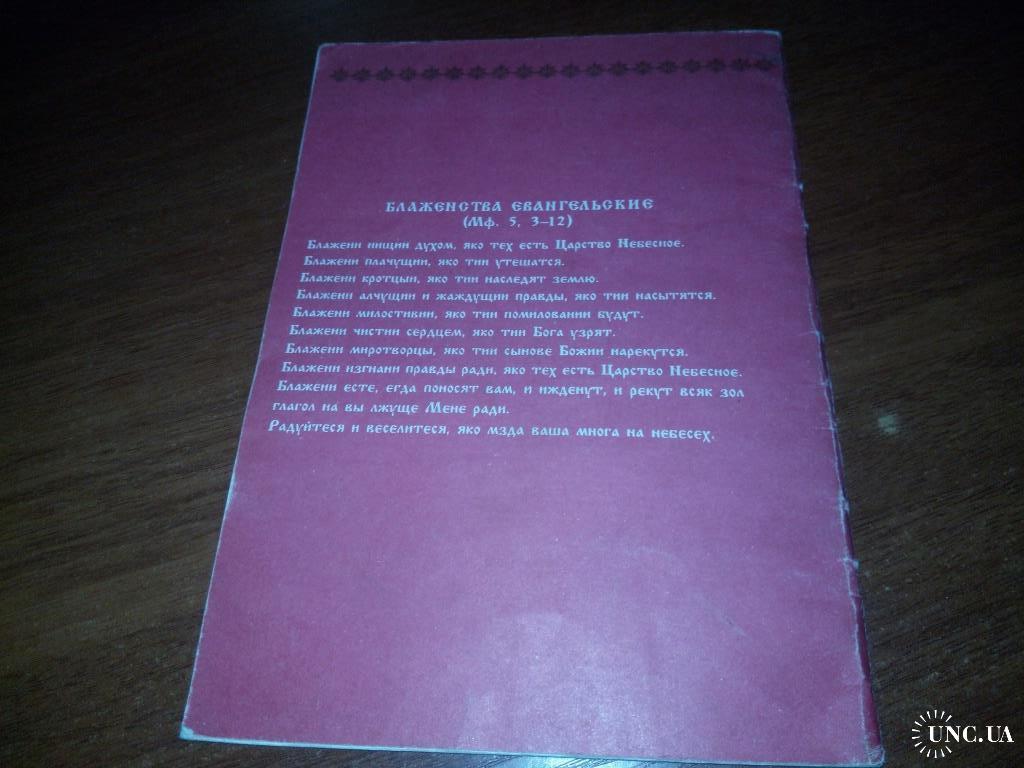 Блаженства Евангельские
(Мф. 5, 3–12)
Блажени нищии духом, яко тех есть Царство Небесное.
Блажени плачущии, яко тии утешатся.
Блажени кротцыи, яко тии наследят землю.
Блажени алчущии и жаждущии правды, яко тии насытятся.
Блажени милостивии, яко тии помиловани будут.
Блажени чистии сердцем, яко тии Бога узрят.
Блажени миротворцы, яко тии сынове Божии нарекутся.
Блажени изгнани правды ради, яко тех есть Царство Небесное.
Блажени есте, егда поносят вам, и ижденут, и рекут всяк зол
глагол на вы лжуще Мене ради.
Радуйтеся и веселитеся, яко мзда ваша многа на небесех.
UNC.UA